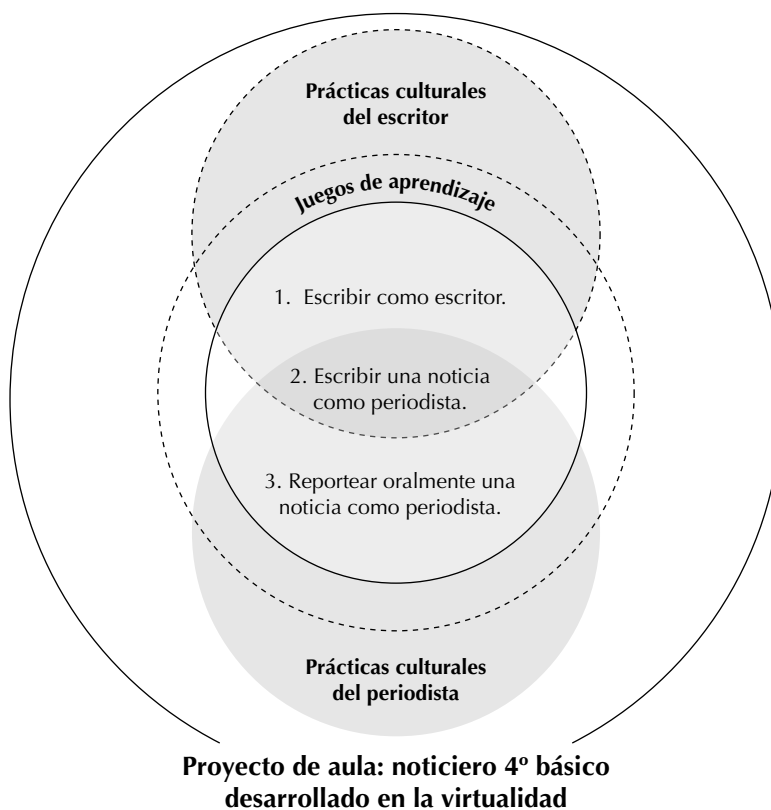 Prácticas culturales
del escritor
Juegos de aprendizaje
1. Escribir como escritor.
2. Escribir una noticia
como periodista.
3. Reportear oralmente una
noticia como periodista.
Prácticas culturales
del periodista
Proyecto de aula: noticiero 4º básico
desarrollado en la virtualidad